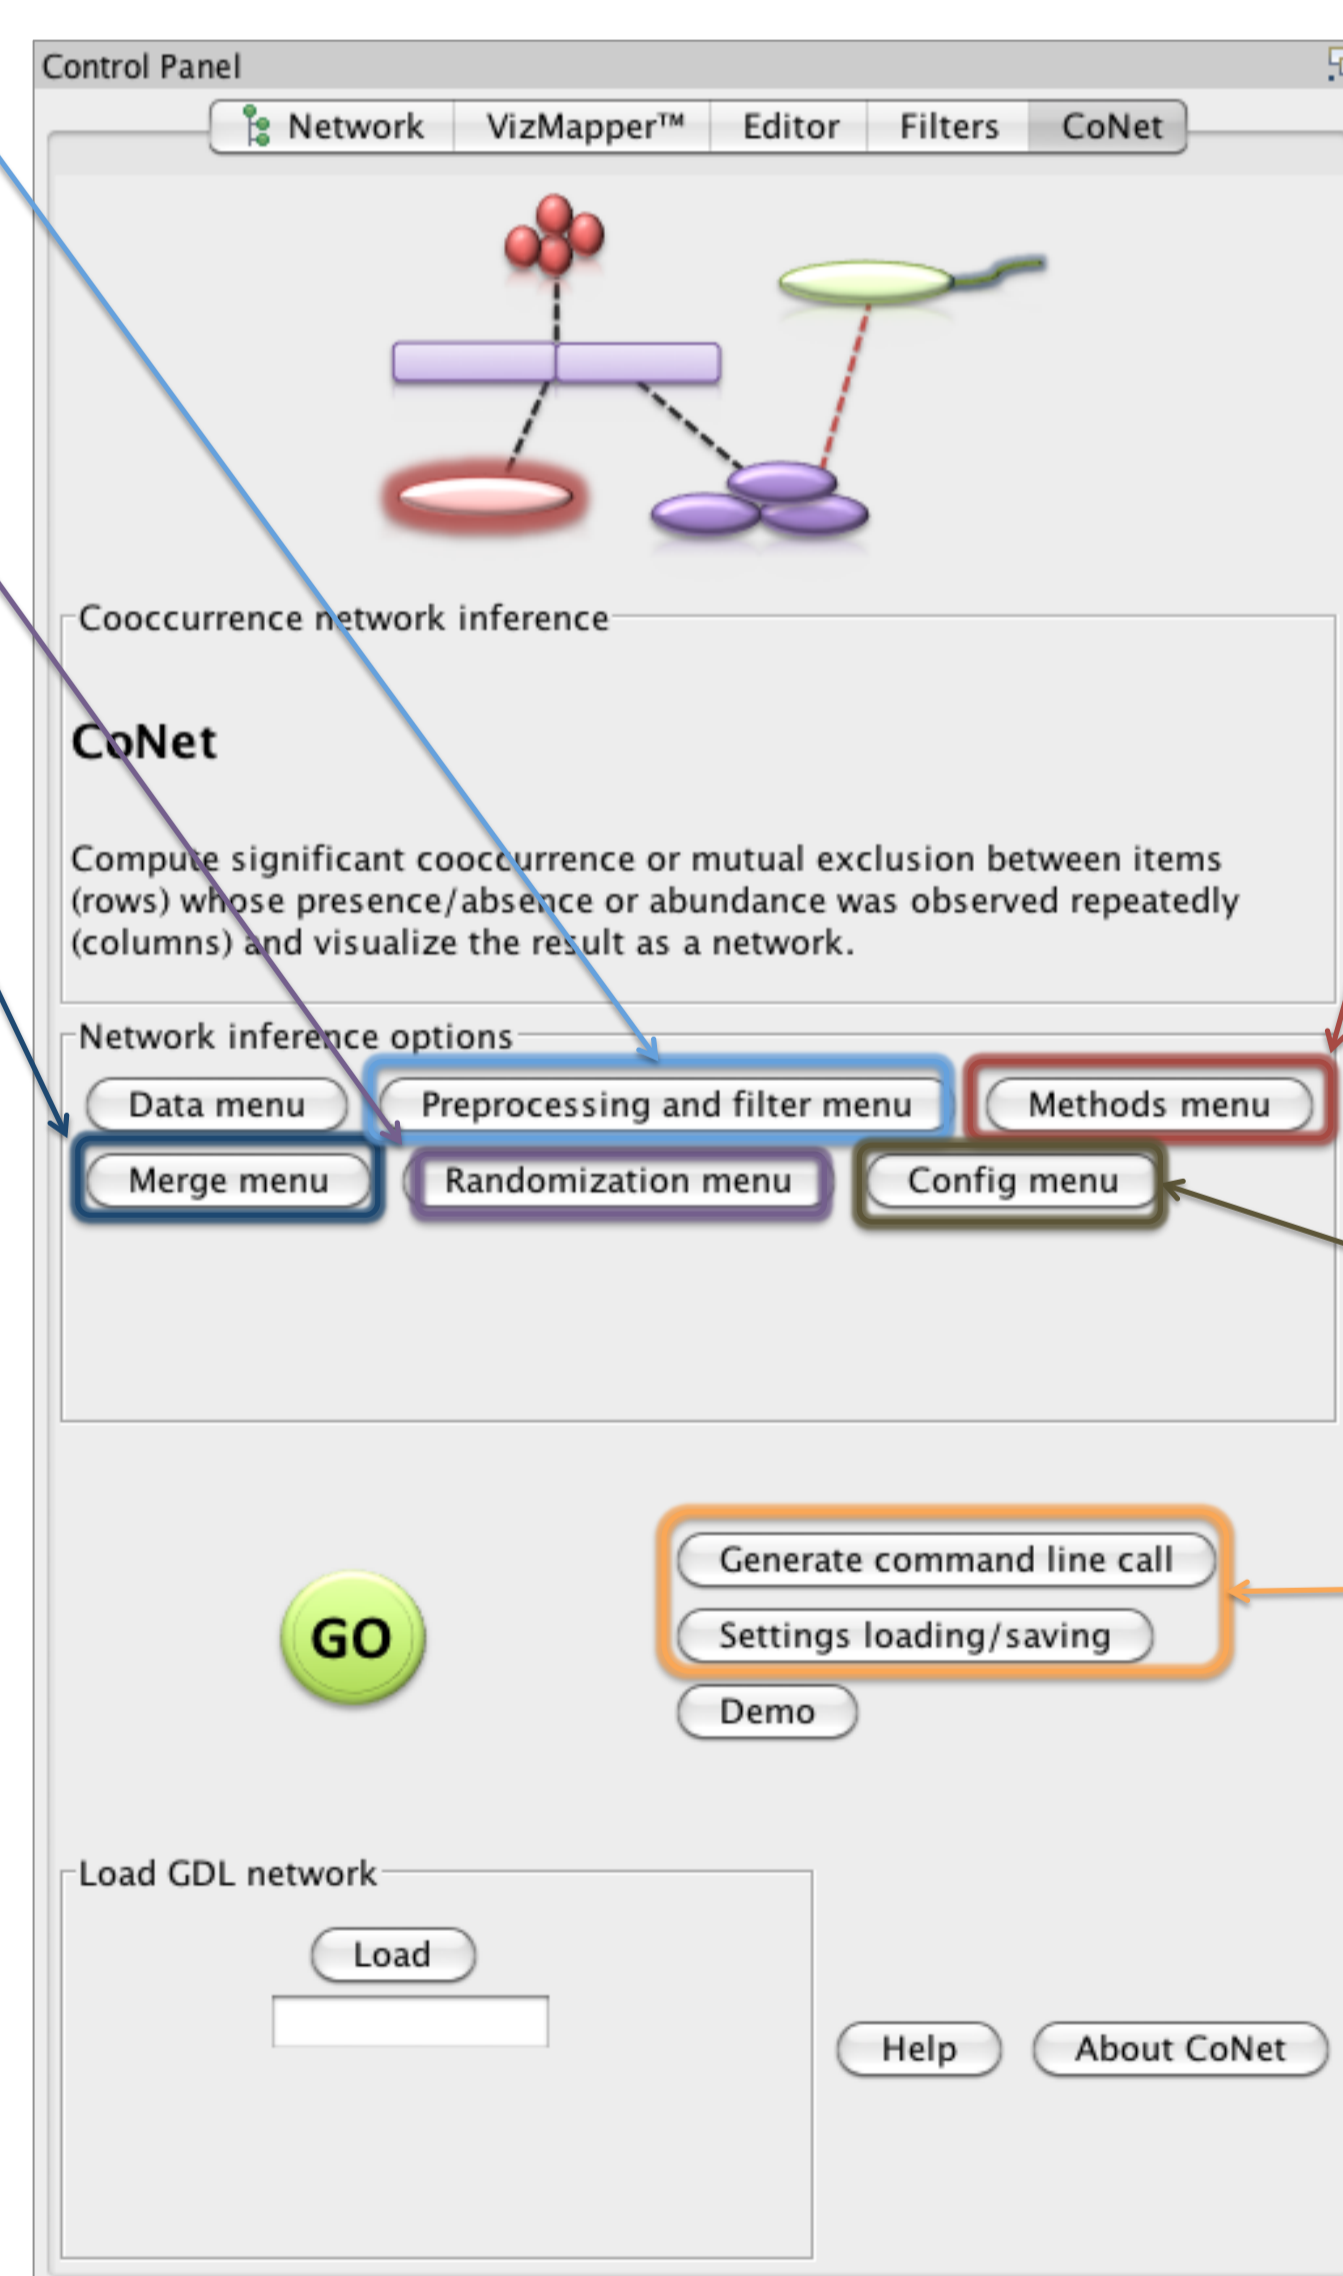 Control Panel
Network VizMapper™ Editor Filters CoNet
Cooccurrence network inference
CoNet
Compute significant cooccurrence or mutual exclusion between items
(rows) whose presence/absence or abundance was observed repeatedly
(columns) and visualize the result as a network.
Network inference options
Data menu Preprocessing and filter menu Methods menu
Merge menu Randomization menu Config menu
Generate command line call
GO
Settings loading/saving
Demo
Load GDL network
Load
Help About CoNet